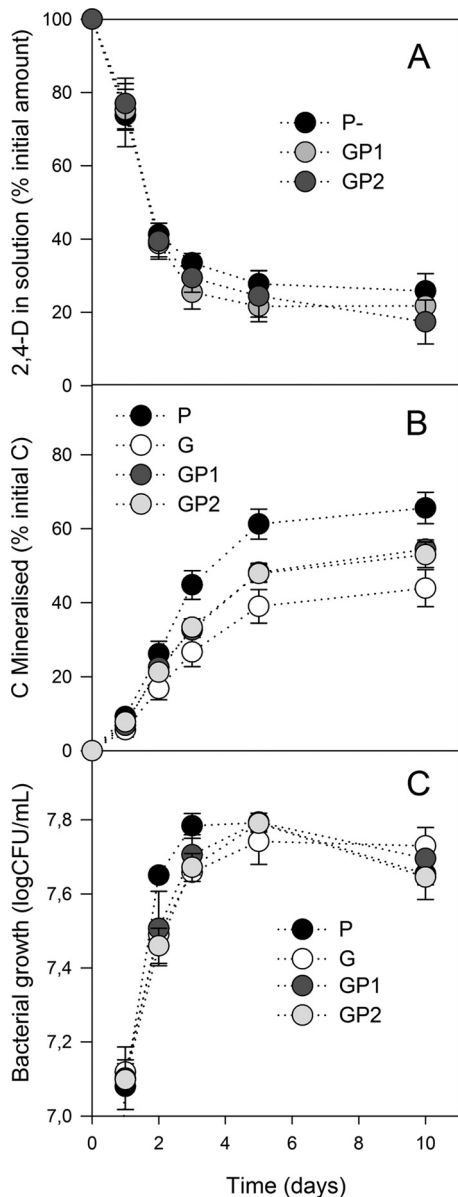 2,4-D in solution (% initial amount)
100
80
60
40
20
0
A
P-
GP1
GP2
C Mineralised (% initial C)
80
60
40
20
0
B
P
G
GP1
GP2
Bacterial growth (logCFU/mL)
7,8
7,6
7,4
7,2
7,0
C
P
G
GP1
GP2
0 2 4 6 8 10
Time (days)